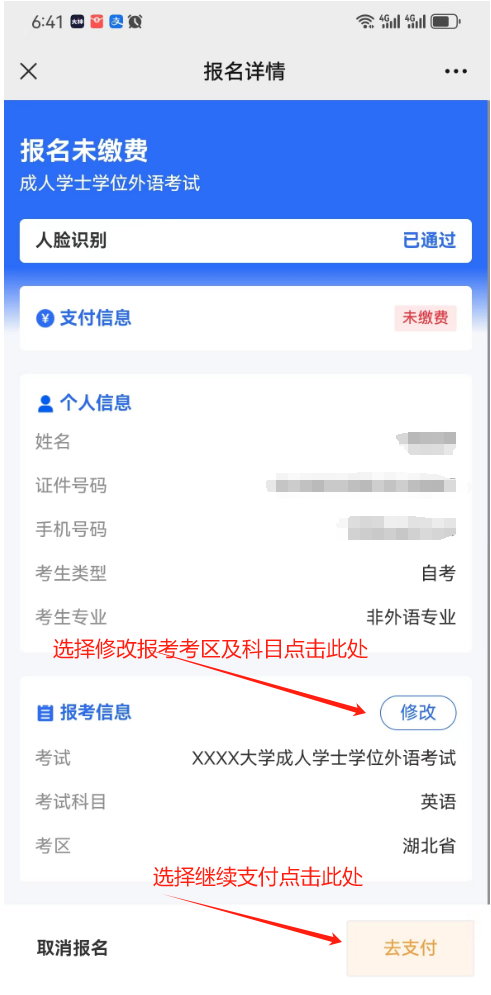 6:41
4G 4G
报名详情
报名未缴费
成人学士学位外语考试
人脸识别 已通过
支付信息 未缴费
个人信息
姓名
证件号码
手机号码
考生类型 自考
考生专业 非外语专业
选择修改报考考区及科目点击此处
报考信息 修改
考试 XXXX大学成人学士学位外语考试
考试科目 英语
考区 湖北省
选择继续支付点击此处
取消报名 去支付